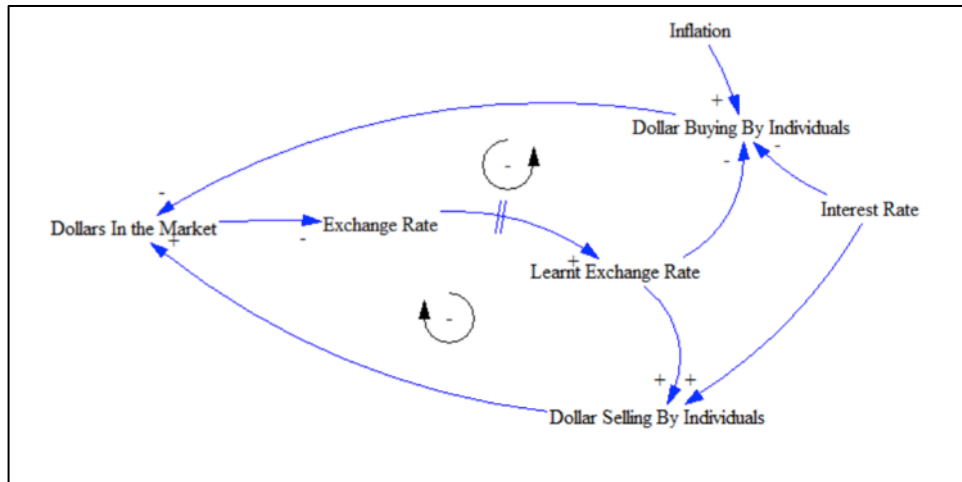 Inflation
+
Dollar Buying By Individuals
-
-
-
-
Interest Rate
Dollars In the Market
+
-
Exchange Rate
+
Learnt Exchange Rate
-
+ +
Dollar Selling By Individuals